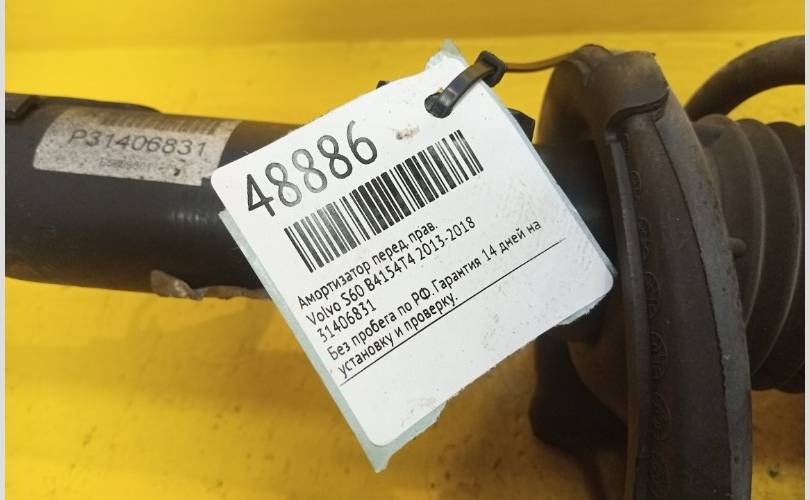 P31406831
48886
Амортизатор перед. прав.
Volvo S60 B4154T4 2013-2018
31406831
Без пробега по РФ.Гарантия 14 дней на
установку и проверку.